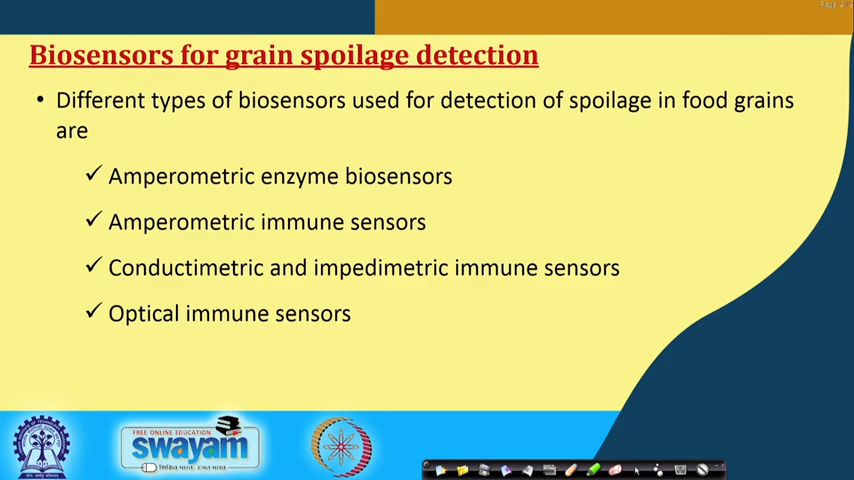 Biosensors for grain spoilage detection
• Different types of biosensors used for detection of spoilage in food grains
are
✓ Amperometric enzyme biosensors
✓ Amperometric immune sensors
✓ Conductimetric and impedimetric immune sensors
✓ Optical immune sensors
FREE ONLINE EDUCATION
swayam